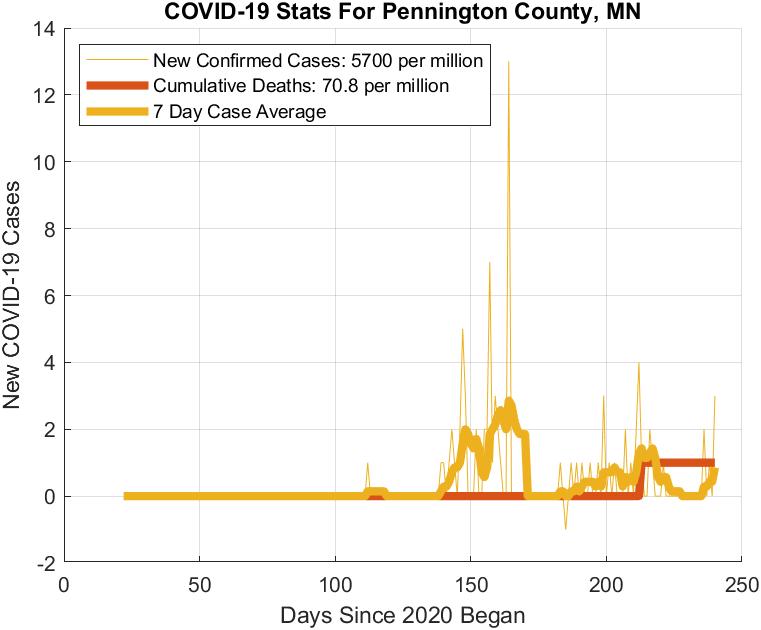 COVID-19 Stats For Pennington County, MN
14
12
10
8
6
4
2
0
-2
New COVID-19 Cases
New Confirmed Cases: 5700 per million
Cumulative Deaths: 70.8 per million
7 Day Case Average
0 50 100 150 200 250
Days Since 2020 Began